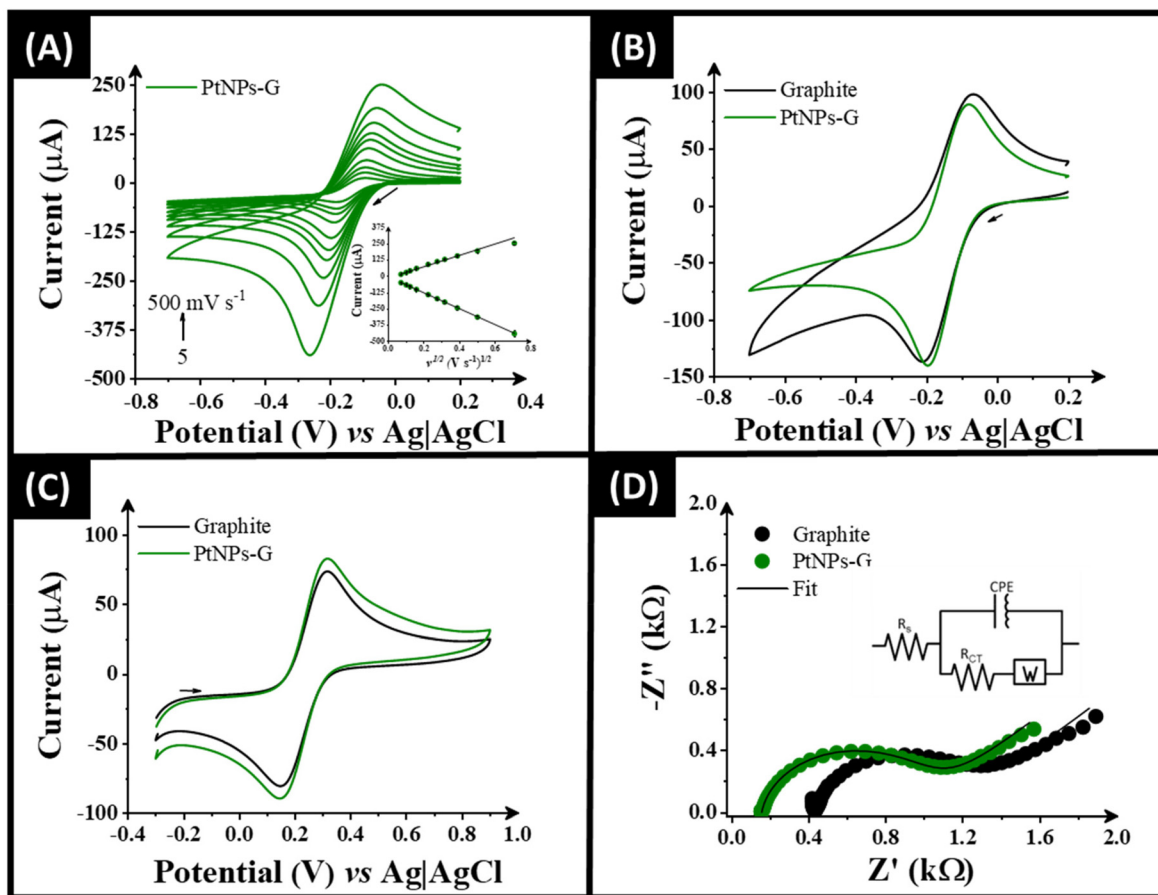 (A)
PtNPs-G
250
125
0
-125
-250
-375
-500
Current (µA)
500 mV s⁻¹
5
375
250
125
0
-125
-250
-375
-500
Current (µA)
0.0 0.2 0.4 0.6 0.8
v^1/2 (V s⁻¹)^1/2
-0.8 -0.6 -0.4 -0.2 0.0 0.2 0.4
Potential (V) vs Ag|AgCl
(B)
Graphite
PtNPs-G
100
50
0
-50
-100
-150
Current (µA)
-0.8 -0.6 -0.4 -0.2 0.0 0.2
Potential (V) vs Ag|AgCl
(C)
Graphite
PtNPs-G
100
50
0
-50
-100
Current (µA)
-0.4 -0.2 0.0 0.2 0.4 0.6 0.8 1.0
Potential (V) vs Ag|AgCl
(D)
Graphite
PtNPs-G
Fit
2.0
1.6
1.2
0.8
0.4
0.0
-Z'' (kΩ)
CPE
Rs
RCT
W
0.0 0.4 0.8 1.2 1.6 2.0
Z' (kΩ)